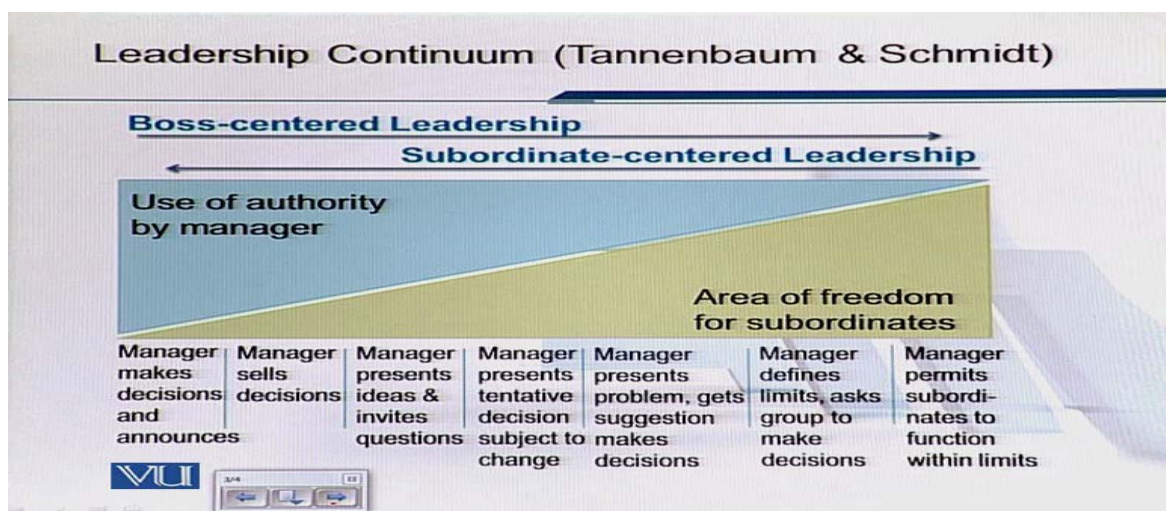 Leadership Continuum (Tannenbaum & Schmidt)
Boss-centered Leadership
Subordinate-centered Leadership
Use of authority
by manager
Area of freedom
for subordinates
Manager
makes
decisions
and
announces
Manager
sells
decisions
Manager
presents
ideas &
invites
questions
Manager
presents
tentative
decision
subject to
change
Manager
presents
problem, gets
suggestion
makes
decisions
Manager
defines
limits, asks
group to
make
decisions
Manager
permits
subordi-
nates to
function
within limits
VU
3/4